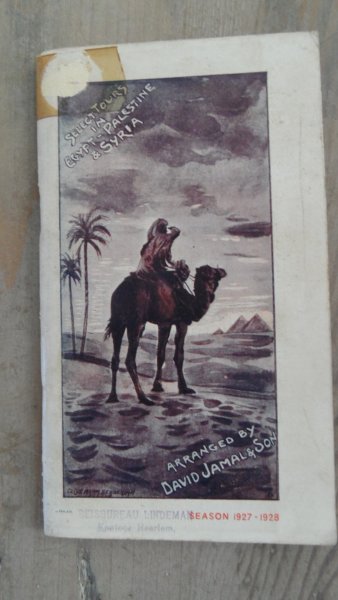 SELECT TOURS
IN
EGYPT - PALESTINE
& SYRIA
ARRANGED BY
DAVID JAMAL & SON
REISBUREAU LINDEMAN
SEASON 1927-1928
Haarlem.